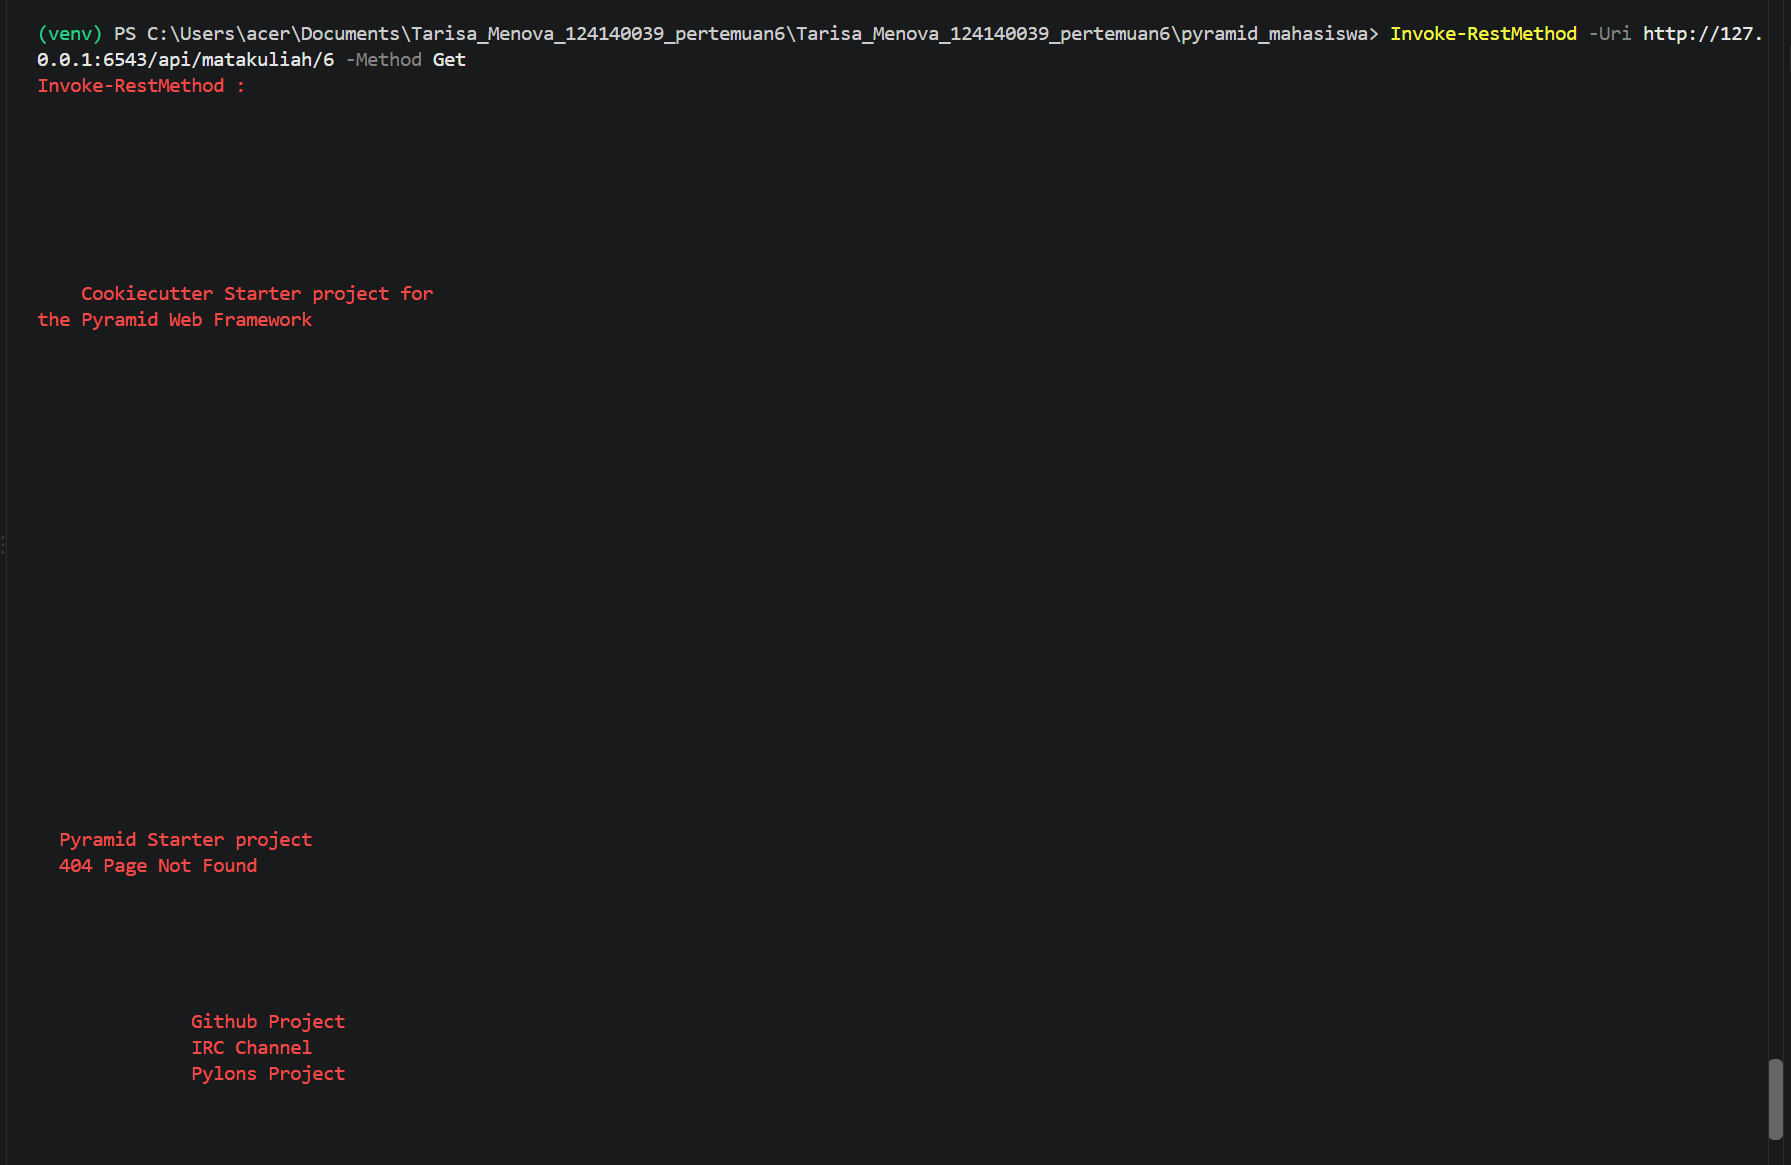 (venv) PS C:\Users\acer\Documents\Tarisa_Menova_124140039_pertemuan6\Tarisa_Menova_124140039_pertemuan6\pyramid_mahasiswa> Invoke-RestMethod -Uri http://127.
0.0.1:6543/api/matakuliah/6 -Method Get
Invoke-RestMethod :
Cookiecutter Starter project for
the Pyramid Web Framework
Pyramid Starter project
404 Page Not Found
Github Project
IRC Channel
Pylons Project